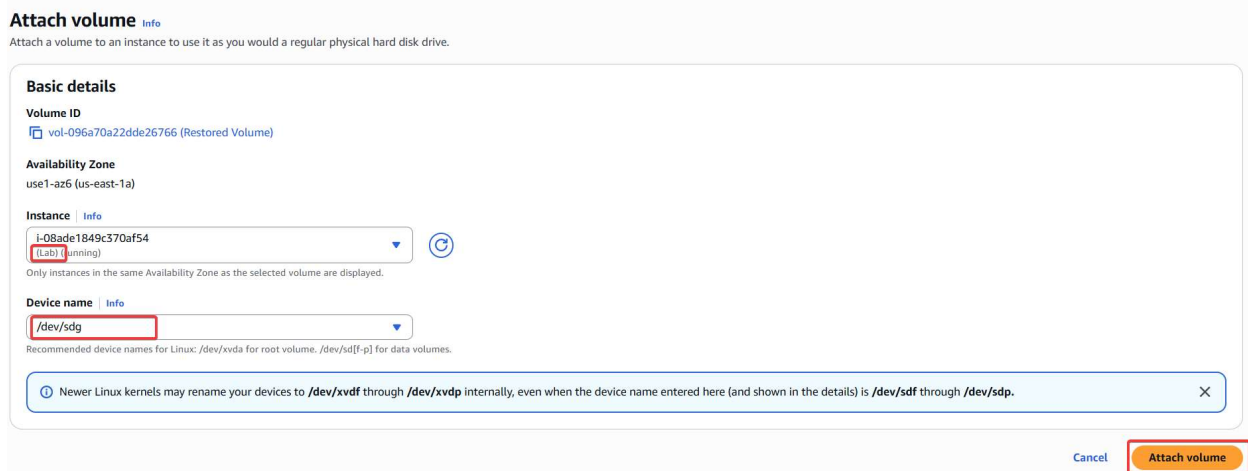 Attach volume Info
Attach a volume to an instance to use it as you would a regular physical hard disk drive.
Basic details
Volume ID
vol-096a70a22dde26766 (Restored Volume)
Availability Zone
use1-az6 (us-east-1a)
Instance Info
i-08ade1849c370af54
(Lab) (running)
Only instances in the same Availability Zone as the selected volume are displayed.
Device name Info
/dev/sdg
Recommended device names for Linux: /dev/xvda for root volume. /dev/sd[f-p] for data volumes.
Newer Linux kernels may rename your devices to /dev/xvdf through /dev/xvdp internally, even when the device name entered here (and shown in the details) is /dev/sdf through /dev/sdp.
Cancel Attach volume